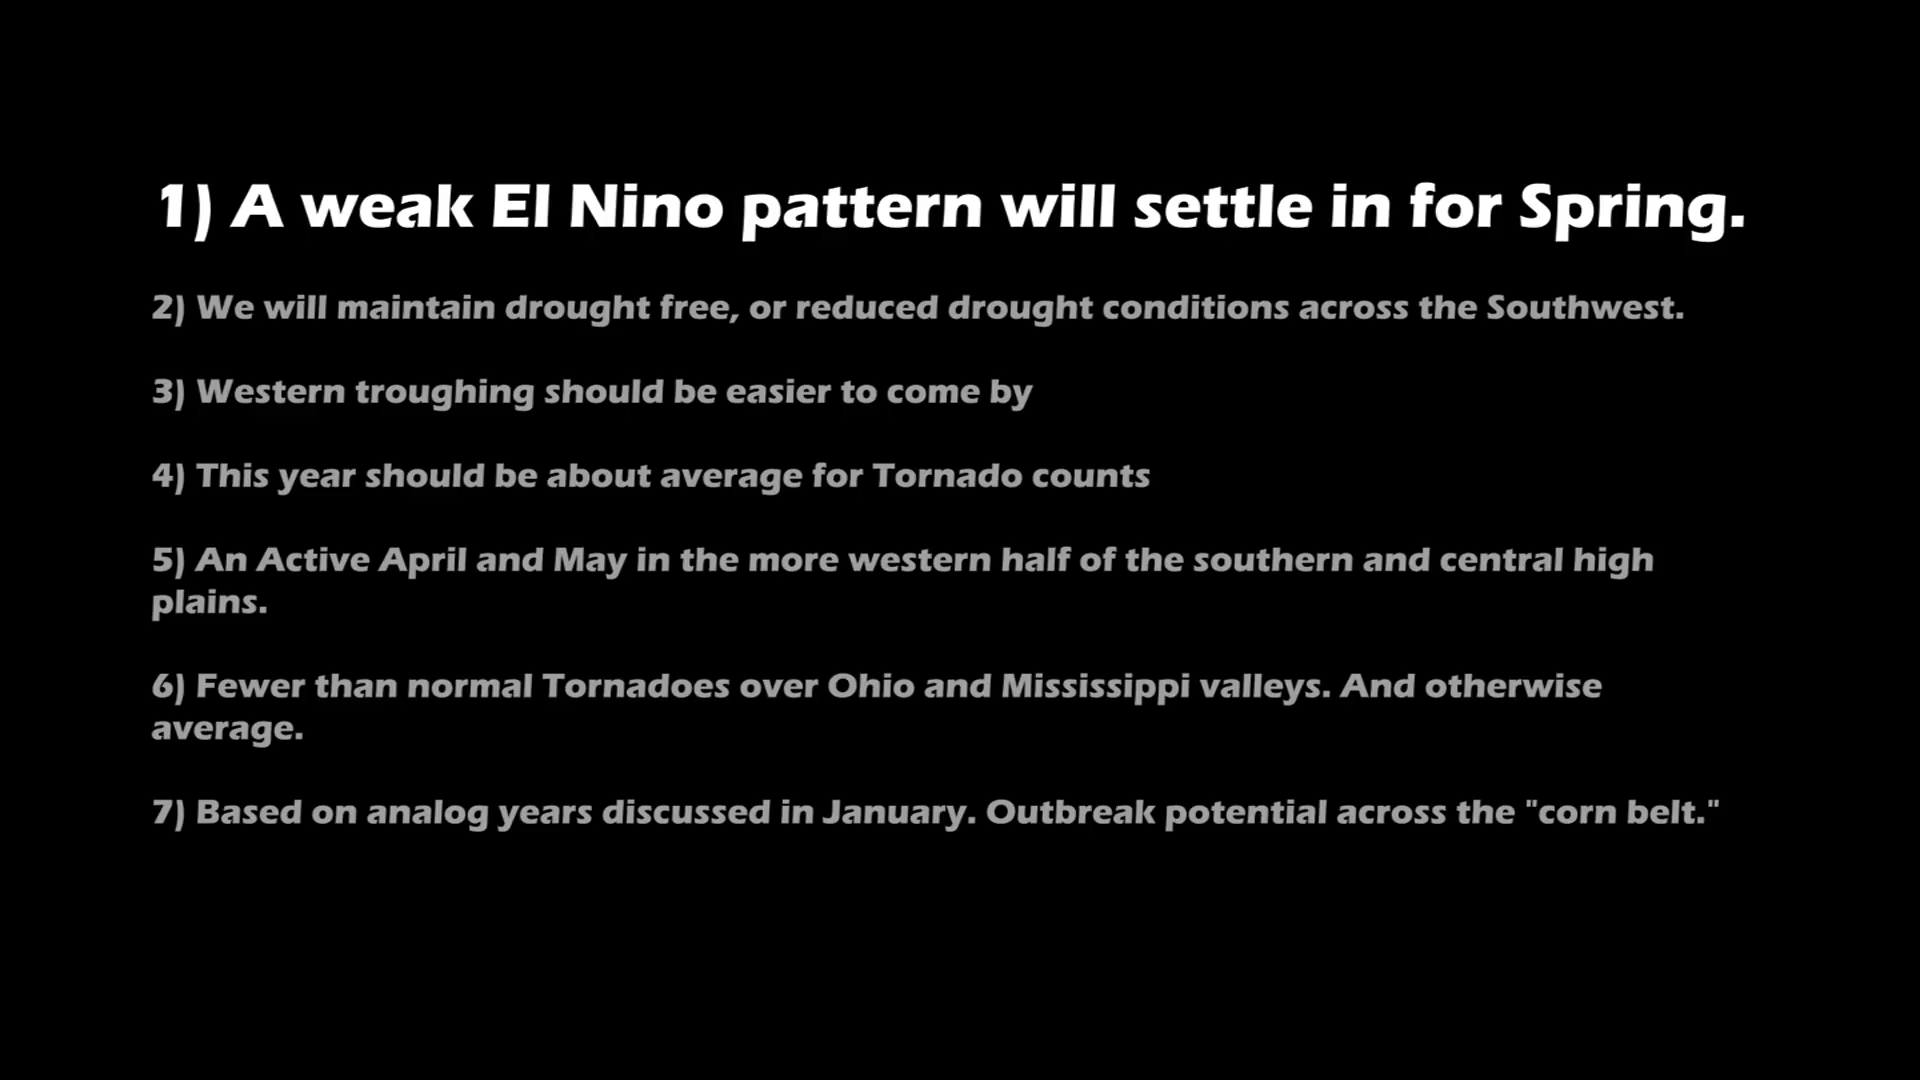 1) A weak El Nino pattern will settle in for Spring.
2) We will maintain drought free, or reduced drought conditions across the Southwest.
3) Western troughing should be easier to come by
4) This year should be about average for Tornado counts
5) An Active April and May in the more western half of the southern and central high
plains.
6) Fewer than normal Tornadoes over Ohio and Mississippi valleys. And otherwise
average.
7) Based on analog years discussed in January. Outbreak potential across the "corn belt."